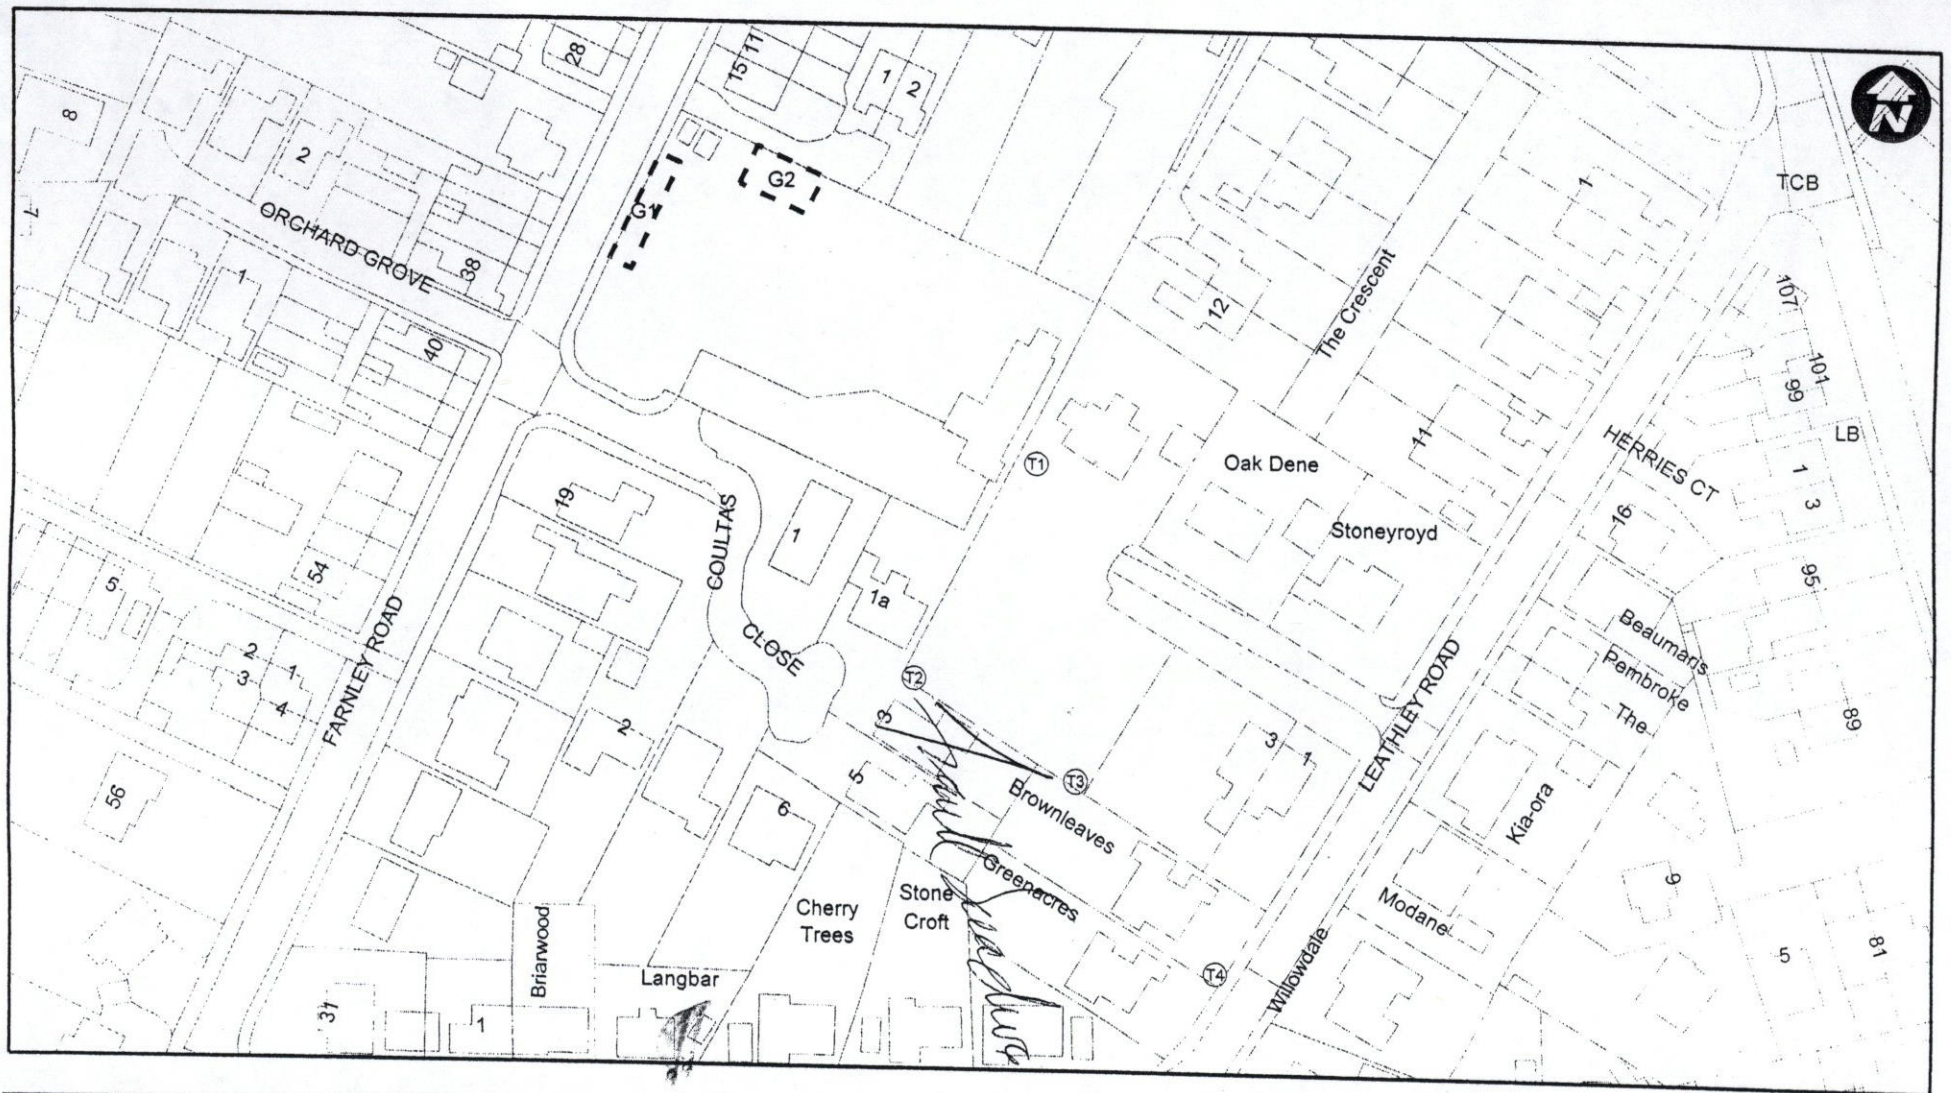 28
15
11
1
2
8
2
G1
G2
N
TCB
1
7
ORCHARD GROVE
1
38
40
12
The Crescent
107
101
99
LB
11
HERRIES CT
1
3
T1
Oak Dene
19
COULTAS
CLOSE
1
1a
Stoneyroyd
16
95
5
54
FARNLEY ROAD
2
1
3
4
2
T2
3
T3
Brownleaves
Greenacres
3
1
LEATHLEY ROAD
Beaumaris
Pembroke
The
89
56
6
5
Cherry
Trees
Stone
Croft
Kia-ora
9
Modane
Willowdale
T4
5
81
Briarwood
Langbar
31
1